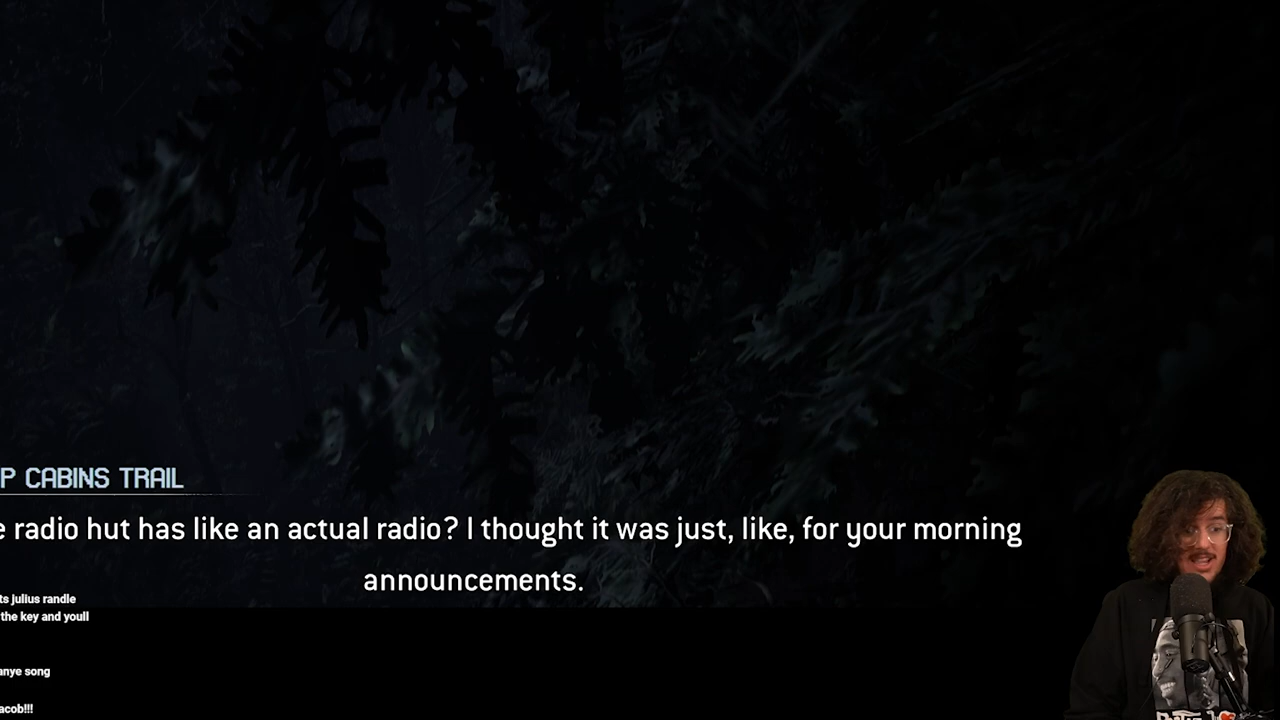 P CABINS TRAIL
e radio hut has like an actual radio? I thought it was just, like, for your morning
announcements.
ts julius randle
the key and youll
anye song
acob!!!